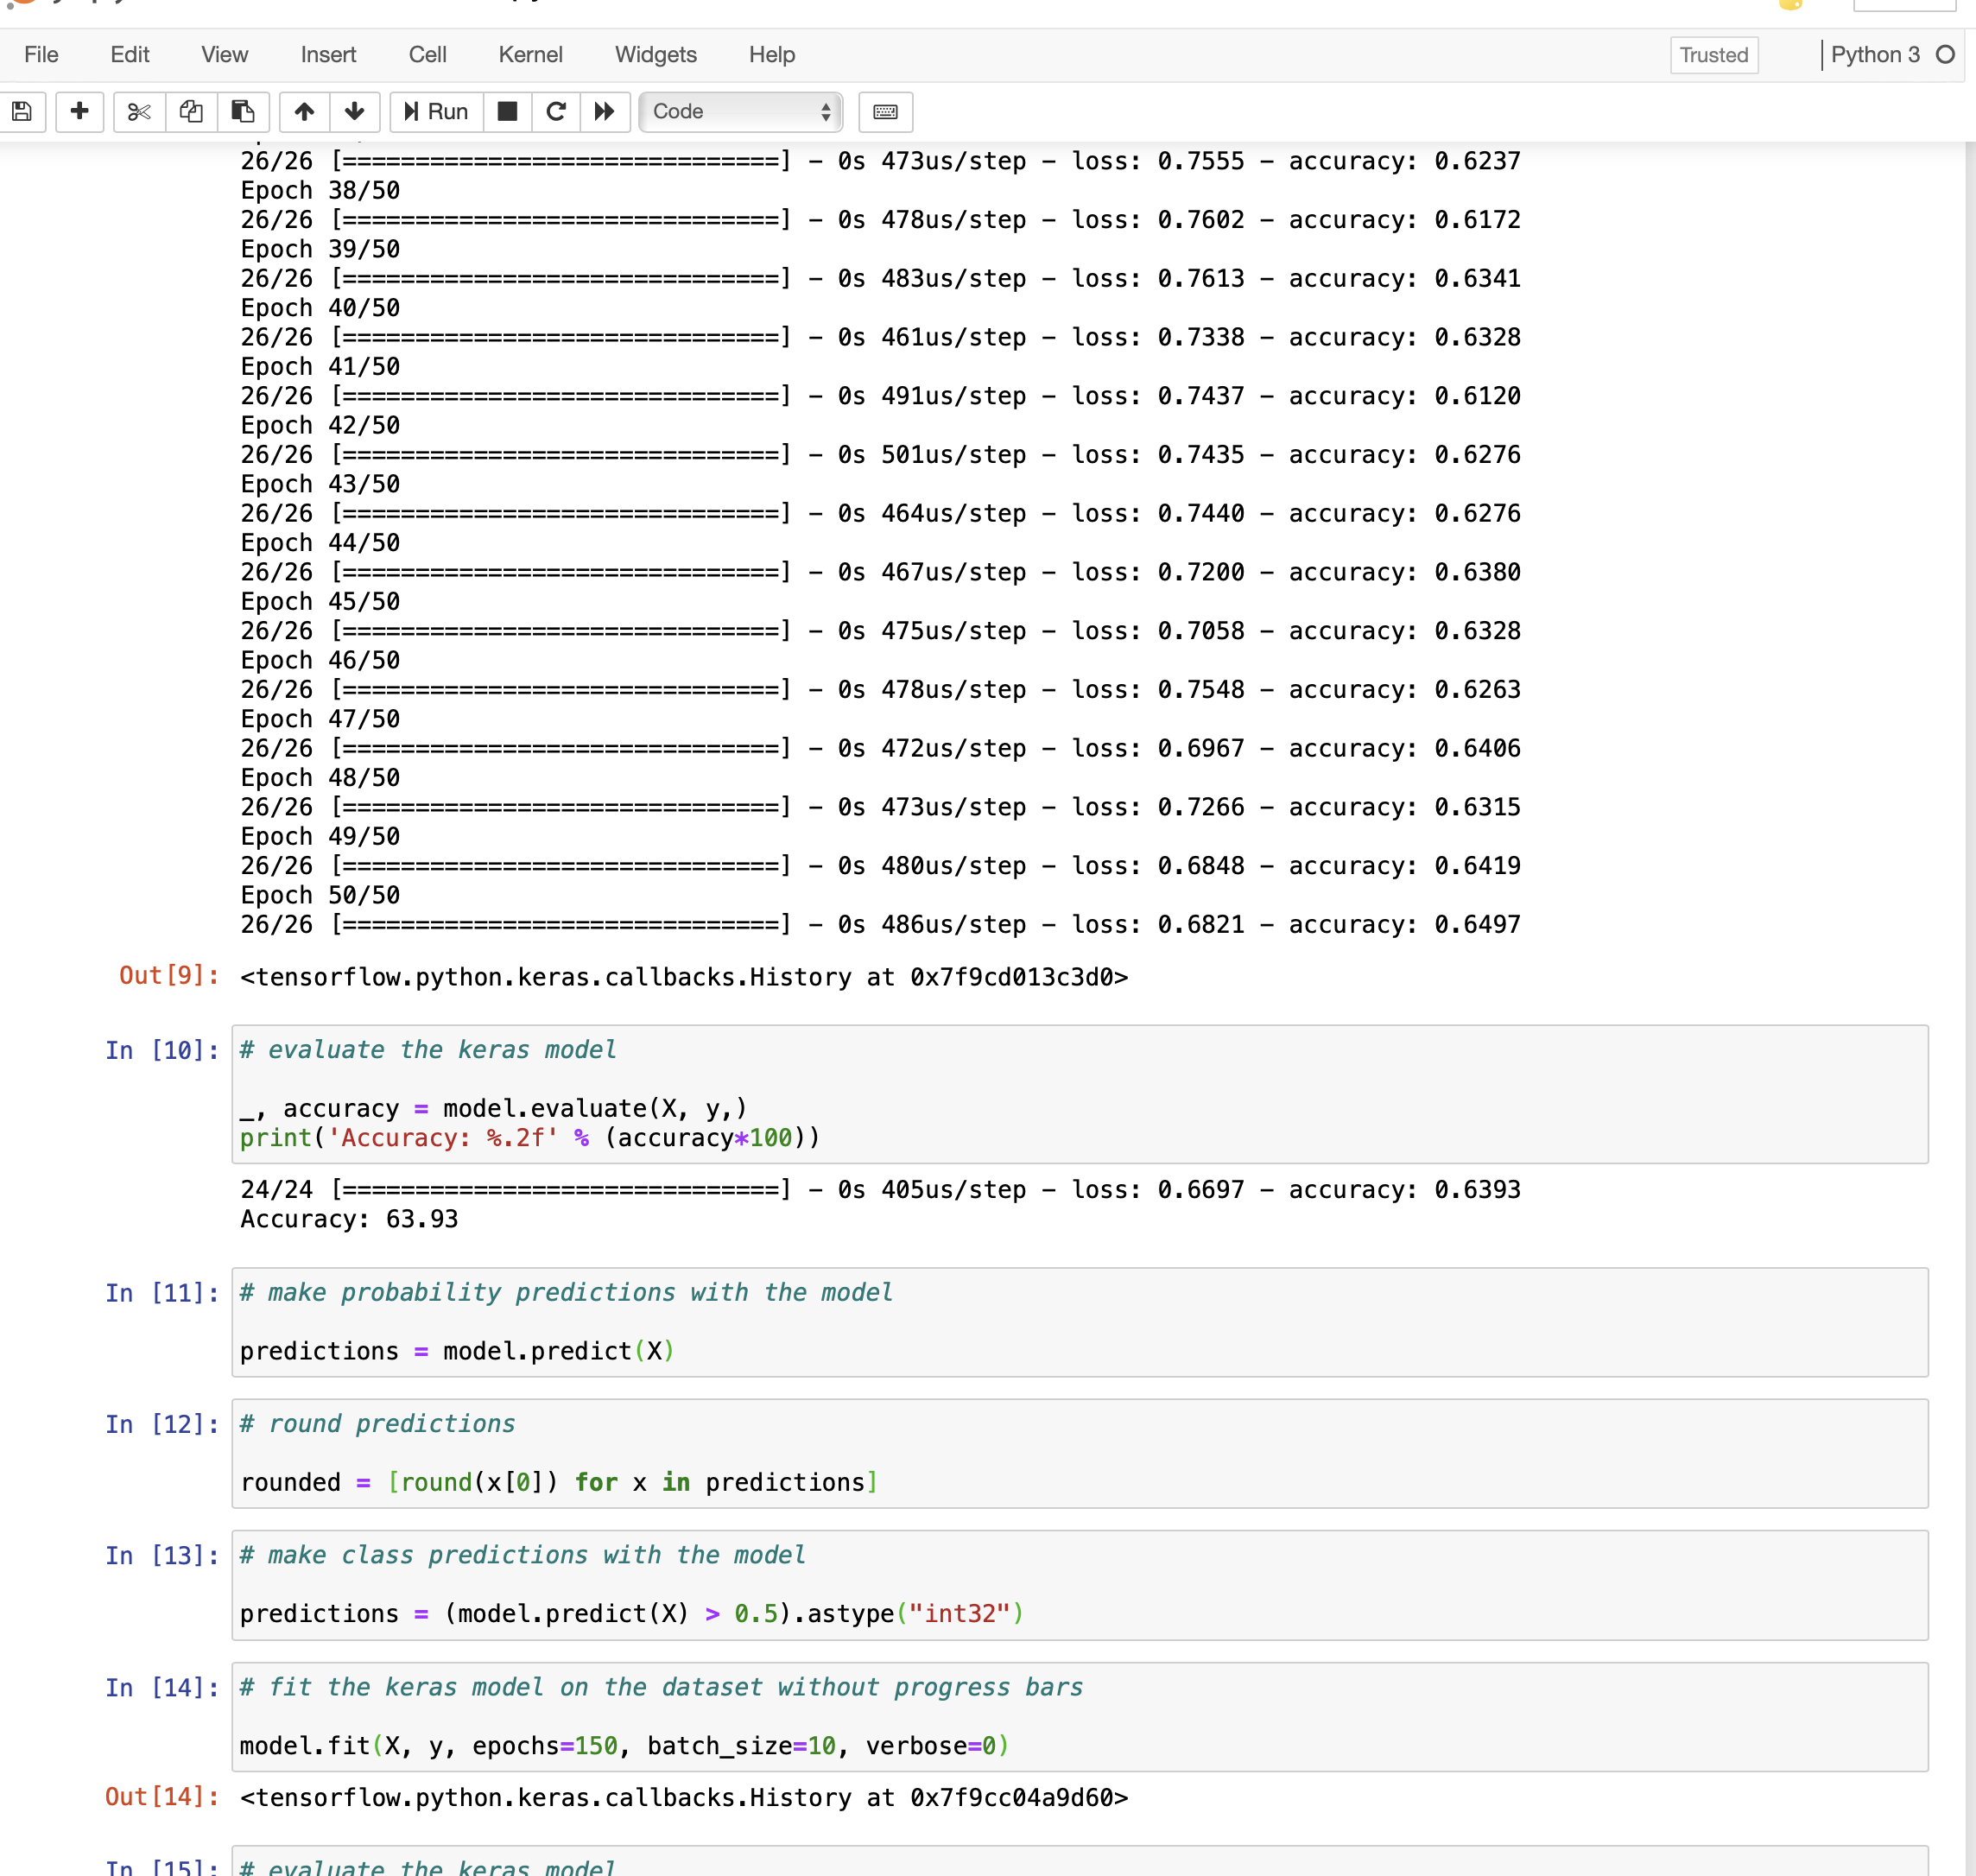 File Edit View Insert Cell Kernel Widgets Help Trusted Python 3
Run Code
26/26 [==============================] - 0s 473us/step - loss: 0.7555 - accuracy: 0.6237
Epoch 38/50
26/26 [==============================] - 0s 478us/step - loss: 0.7602 - accuracy: 0.6172
Epoch 39/50
26/26 [==============================] - 0s 483us/step - loss: 0.7613 - accuracy: 0.6341
Epoch 40/50
26/26 [==============================] - 0s 461us/step - loss: 0.7338 - accuracy: 0.6328
Epoch 41/50
26/26 [==============================] - 0s 491us/step - loss: 0.7437 - accuracy: 0.6120
Epoch 42/50
26/26 [==============================] - 0s 501us/step - loss: 0.7435 - accuracy: 0.6276
Epoch 43/50
26/26 [==============================] - 0s 464us/step - loss: 0.7440 - accuracy: 0.6276
Epoch 44/50
26/26 [==============================] - 0s 467us/step - loss: 0.7200 - accuracy: 0.6380
Epoch 45/50
26/26 [==============================] - 0s 475us/step - loss: 0.7058 - accuracy: 0.6328
Epoch 46/50
26/26 [==============================] - 0s 478us/step - loss: 0.7548 - accuracy: 0.6263
Epoch 47/50
26/26 [==============================] - 0s 472us/step - loss: 0.6967 - accuracy: 0.6406
Epoch 48/50
26/26 [==============================] - 0s 473us/step - loss: 0.7266 - accuracy: 0.6315
Epoch 49/50
26/26 [==============================] - 0s 480us/step - loss: 0.6848 - accuracy: 0.6419
Epoch 50/50
26/26 [==============================] - 0s 486us/step - loss: 0.6821 - accuracy: 0.6497
Out[9]: <tensorflow.python.keras.callbacks.History at 0x7f9cd013c3d0>
In [10]: # evaluate the keras model
_, accuracy = model.evaluate(X, y,)
print('Accuracy: %.2f' % (accuracy*100))
24/24 [==============================] - 0s 405us/step - loss: 0.6697 - accuracy: 0.6393
Accuracy: 63.93
In [11]: # make probability predictions with the model
predictions = model.predict(X)
In [12]: # round predictions
rounded = [round(x[0]) for x in predictions]
In [13]: # make class predictions with the model
predictions = (model.predict(X) > 0.5).astype("int32")
In [14]: # fit the keras model on the dataset without progress bars
model.fit(X, y, epochs=150, batch_size=10, verbose=0)
Out[14]: <tensorflow.python.keras.callbacks.History at 0x7f9cc04a9d60>
In [15]: # evaluate the keras model